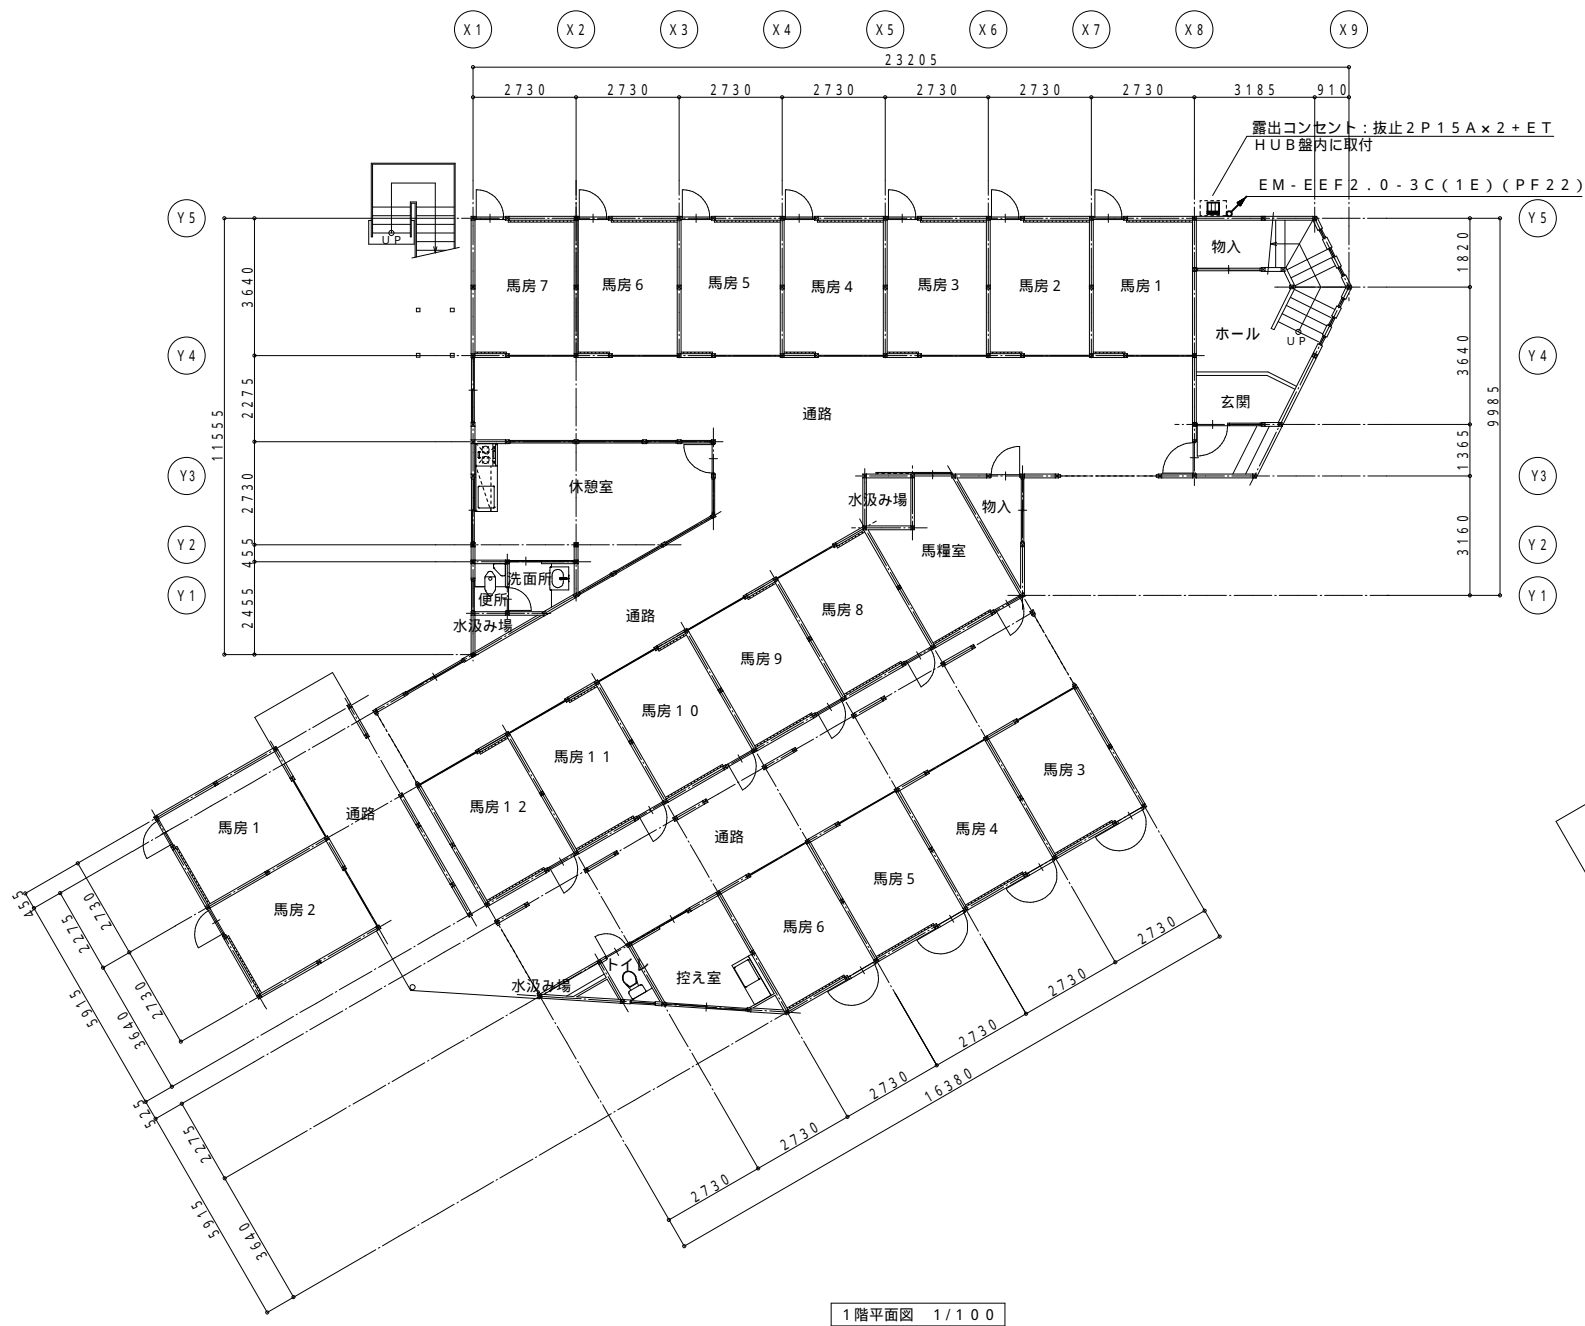 X1 X2 X3 X4 X5 X6 X7 X8 X9
23205
2730 2730 2730 2730 2730 2730 2730 3185 910
露出コンセント：抜止2P15A×2+ET
HUB盤内に取付
EM-EEF2.0-3C(1E)(PF22)
Y5
Y4
Y3
Y2
Y1
11555
3640
2275
2730
455
2455
UP
馬房7 馬房6 馬房5 馬房4 馬房3 馬房2 馬房1
物入
ホール
UP
玄関
通路
休憩室
洗面所
便所
水汲み場
水汲み場
物入
馬糧室
Y5
Y4
Y3
Y2
Y1
1820
3640
1365
3160
9985
通路
馬房8
馬房9
馬房10
馬房11
馬房12
通路
馬房1
馬房2
通路
馬房3
馬房4
馬房5
馬房6
控え室
トイレ
水汲み場
455
2275
2730
5915
3640
2730
525
2275
5915
3640
2730
2730
2730
2730
2730
2730
16380
1階平面図 1/100